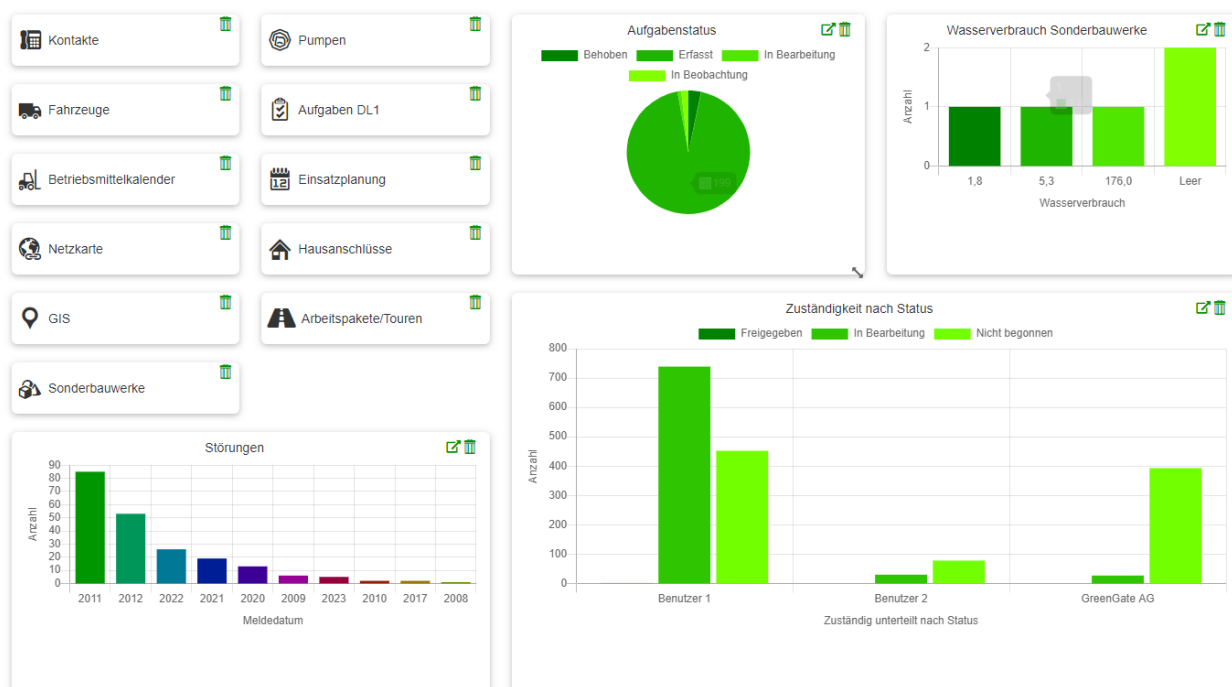 Kontakte
Pumpen
Fahrzeuge
Aufgaben DL1
Betriebsmittelkalender
12
Einsatzplanung
Netzkarte
Hausanschlüsse
GIS
Arbeitspakete/Touren
Sonderbauwerke
Störungen
Anzahl
90
80
70
60
50
40
30
20
10
0
2011 2012 2022 2021 2020 2009 2023 2010 2017 2008
Meldedatum
Aufgabenstatus
Behoben Erfasst In Bearbeitung
In Beobachtung
199
Wasserverbrauch Sonderbauwerke
Anzahl
2
1
0
1,8 5,3 176,0 Leer
Wasserverbrauch
Zuständigkeit nach Status
Freigegeben In Bearbeitung Nicht begonnen
Anzahl
800
700
600
500
400
300
200
100
0
Benutzer 1 Benutzer 2 GreenGate AG
Zuständig unterteilt nach Status